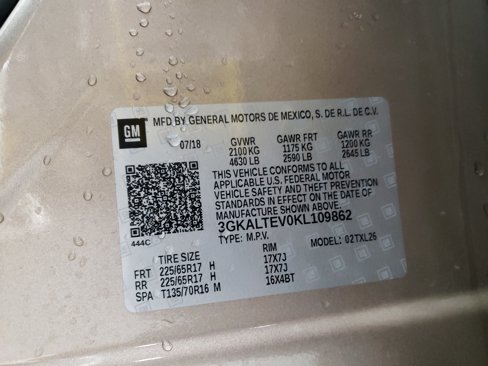 GM
MFD BY GENERAL MOTORS DE MEXICO, S. DE R.L. DE C.V.
07/18 GVWR GAWR FRT GAWR RR
2100 KG 1175 KG 1200 KG
4630 LB 2590 LB 2645 LB
THIS VEHICLE CONFORMS TO ALL
APPLICABLE U.S. FEDERAL MOTOR
VEHICLE SAFETY AND THEFT PREVENTION
STANDARDS IN EFFECT ON THE DATE OF
MANUFACTURE SHOWN ABOVE.
3GKALTEV0KL109862
444C TYPE: M.P.V. MODEL: 02TXL26
TIRE SIZE RIM
FRT 225/65R17 H 17X7J
RR 225/65R17 H 17X7J
SPA T135/70R16 M 16X4BT